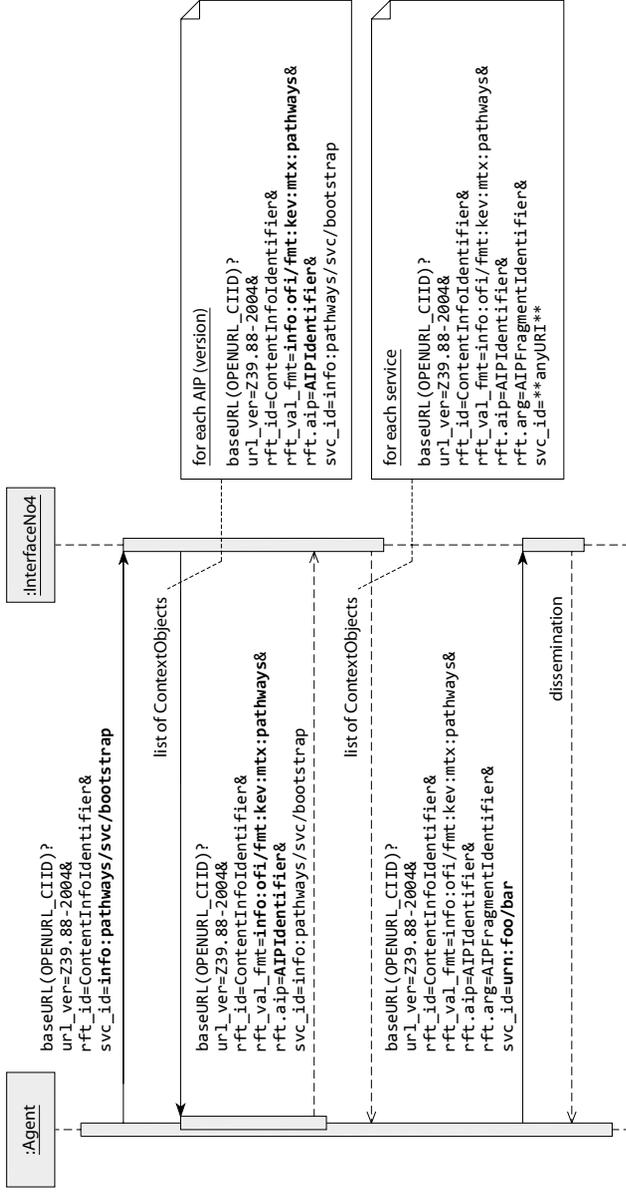 :Agent
:InterfaceNo4
baseURL(OPENURL_CIID)?
url_ver=Z39.88-2004&
rft_id=ContentInfoIdentifier&
svc_id=info:pathways/svc/bootstrap
list of ContextObjects
for each AIP (version)
baseURL(OPENURL_CIID)?
url_ver=Z39.88-2004&
rft_id=ContentInfoIdentifier&
rft_val_fmt=info:ofi/fmt:kev:mtx:pathways&
rft.aip=AIPIdentifier&
svc_id=info:pathways/svc/bootstrap
baseURL(OPENURL_CIID)?
url_ver=Z39.88-2004&
rft_id=ContentInfoIdentifier&
rft_val_fmt=info:ofi/fmt:kev:mtx:pathways&
rft.aip=AIPIdentifier&
svc_id=info:pathways/svc/bootstrap
list of ContextObjects
for each service
baseURL(OPENURL_CIID)?
url_ver=Z39.88-2004&
rft_id=ContentInfoIdentifier&
rft_val_fmt=info:ofi/fmt:kev:mtx:pathways&
rft.aip=AIPIdentifier&
rft.arg=AIPFragmentIdentifier&
svc_id=**anyURI**
baseURL(OPENURL_CIID)?
url_ver=Z39.88-2004&
rft_id=ContentInfoIdentifier&
rft_val_fmt=info:ofi/fmt:kev:mtx:pathways&
rft.aip=AIPIdentifier&
rft.arg=AIPFragmentIdentifier&
svc_id=urn:foo/bar
dissemination